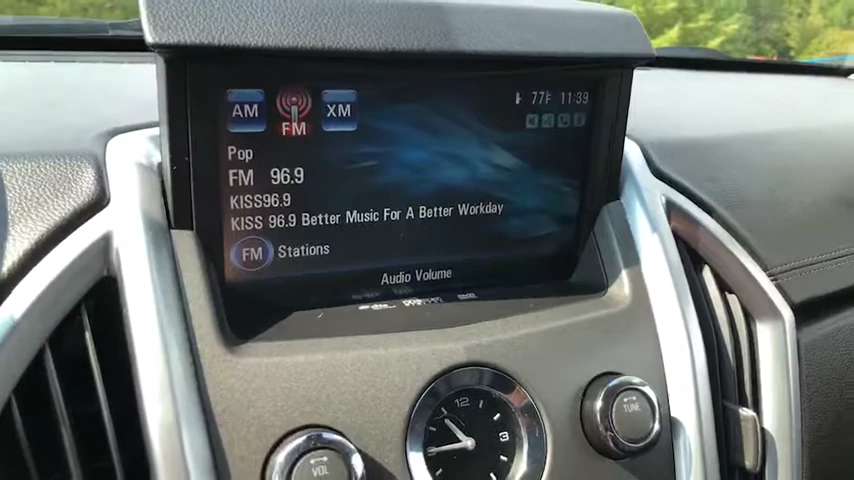 AM FM XM 77F 11:39
Pop
FM 96.9
KISS96.9
KISS 96.9 Better Music For A Better Workday
FM Stations
Audio Volume
12
3
VOL
TUNE